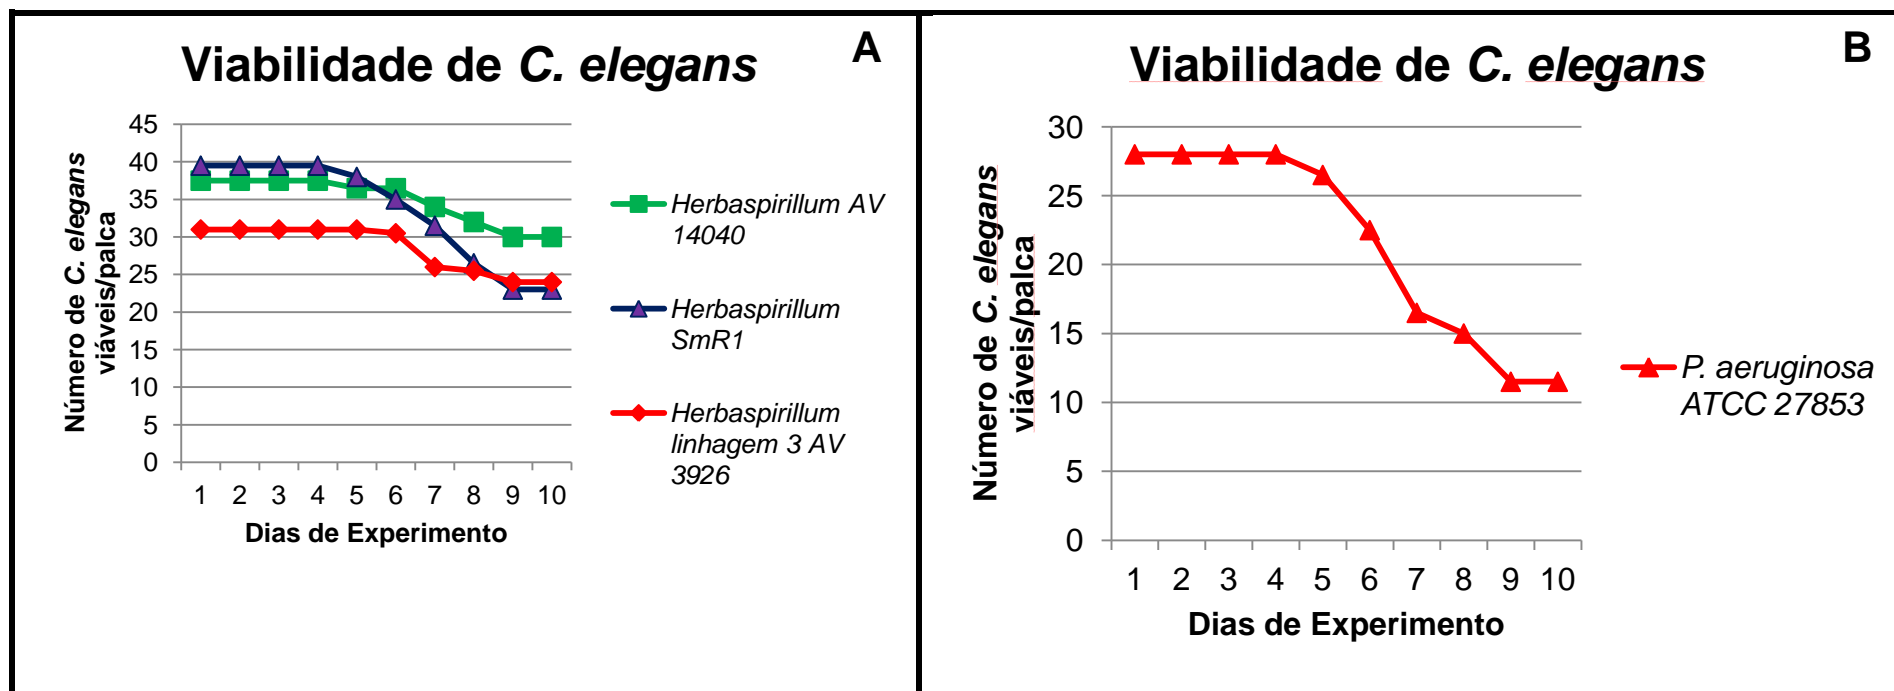 A
Viabilidade de C. elegans
Número de C. elegans
viáveis/palca
45
40
35
30
25
20
15
10
5
0
1 2 3 4 5 6 7 8 9 10
Dias de Experimento
Herbaspirillum AV
14040
Herbaspirillum
SmR1
Herbaspirillum
linhagem 3 AV
3926
B
Viabilidade de C. elegans
Número de C. elegans
viáveis/palca
30
25
20
15
10
5
0
1 2 3 4 5 6 7 8 9 10
Dias de Experimento
P. aeruginosa
ATCC 27853